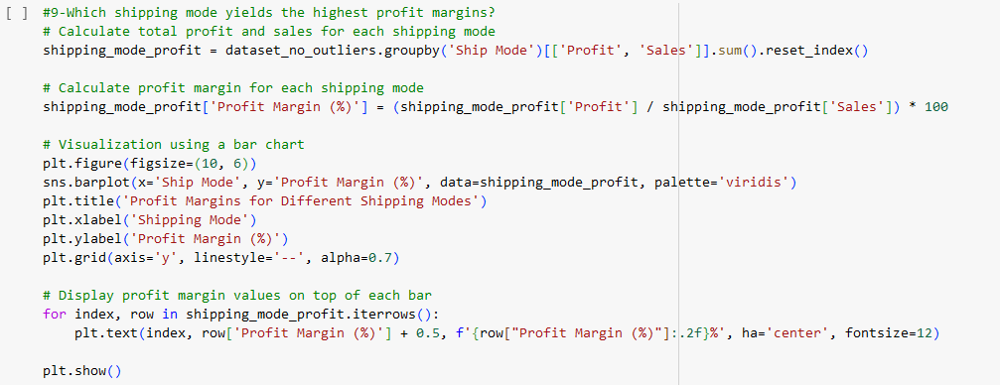 [ ] #9-Which shipping mode yields the highest profit margins?
# Calculate total profit and sales for each shipping mode
shipping_mode_profit = dataset_no_outliers.groupby('Ship Mode')[['Profit', 'Sales']].sum().reset_index()
# Calculate profit margin for each shipping mode
shipping_mode_profit['Profit Margin (%)'] = (shipping_mode_profit['Profit'] / shipping_mode_profit['Sales']) * 100
# Visualization using a bar chart
plt.figure(figsize=(10, 6))
sns.barplot(x='Ship Mode', y='Profit Margin (%)', data=shipping_mode_profit, palette='viridis')
plt.title('Profit Margins for Different Shipping Modes')
plt.xlabel('Shipping Mode')
plt.ylabel('Profit Margin (%)')
plt.grid(axis='y', linestyle='--', alpha=0.7)
# Display profit margin values on top of each bar
for index, row in shipping_mode_profit.iterrows():
    plt.text(index, row['Profit Margin (%)'] + 0.5, f'{row["Profit Margin (%)"]:.2f}%', ha='center', fontsize=12)
plt.show()